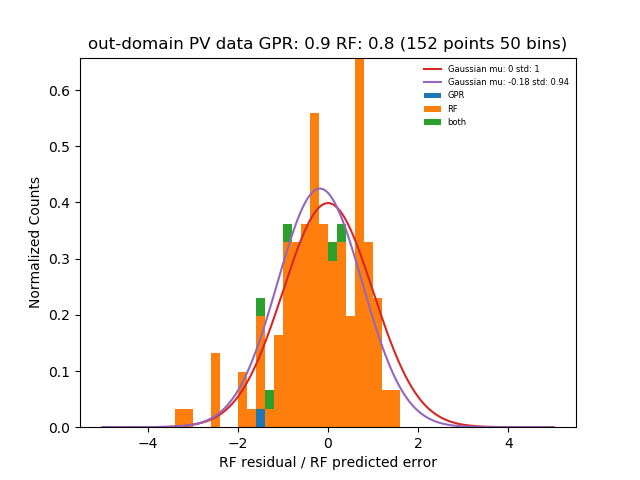 out-domain PV data GPR: 0.9 RF: 0.8 (152 points 50 bins)
Gaussian mu: 0 std: 1
Gaussian mu: -0.18 std: 0.94
GPR
RF
both
Normalized Counts
0.6
0.5
0.4
0.3
0.2
0.1
0.0
−4 −2 0 2 4
RF residual / RF predicted error